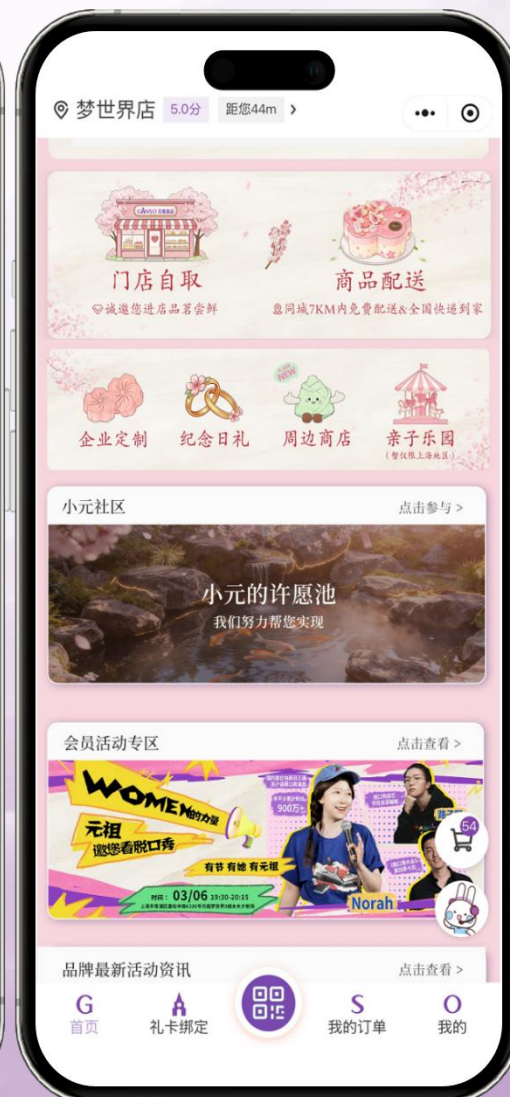 梦世界店 5.0分 距您44m >
门店自取
诚邀您进店品茗尝鲜
商品配送
同城7KM内免费配送&全国快递到家
企业定制
纪念日礼
NEW
周边商店
亲子乐园
(暂仅限上海地区)
小元社区 点击参与 >
小元的许愿池
我们努力帮您实现
会员活动专区 点击查看 >
WOMEN的力量
元祖
邀您看脱口秀
900万+
有节 有她 有元祖
时间: 03/06 19:30-20:15
Norah
54
品牌最新活动资讯 点击查看 >
G A S O
首页 礼卡绑定 我的订单 我的